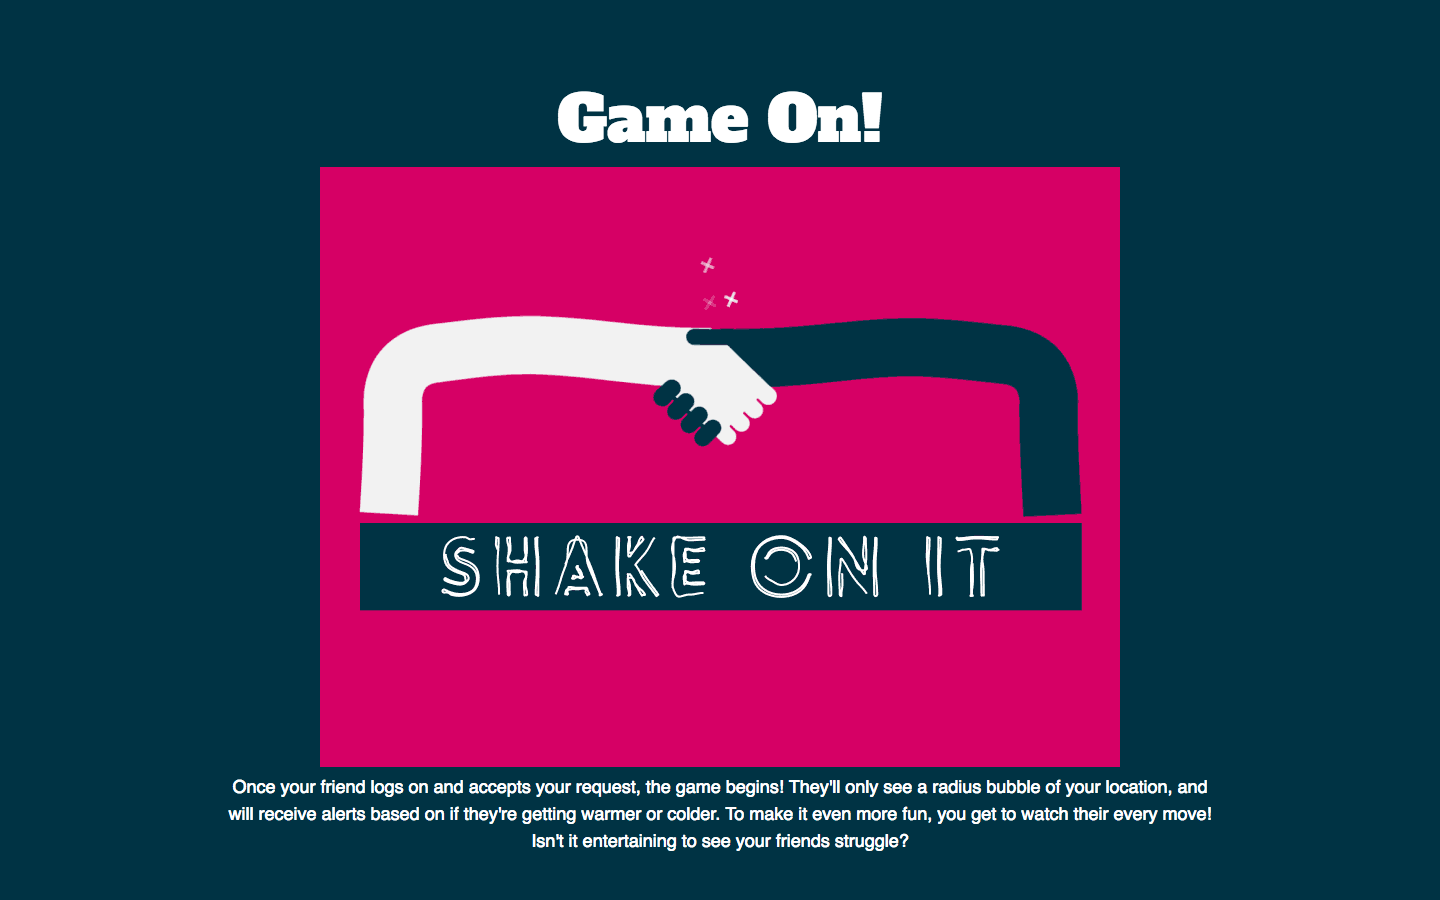 Game On!
SHAKE ON IT
Once your friend logs on and accepts your request, the game begins! They'll only see a radius bubble of your location, and
will receive alerts based on if they're getting warmer or colder. To make it even more fun, you get to watch their every move!
Isn't it entertaining to see your friends struggle?